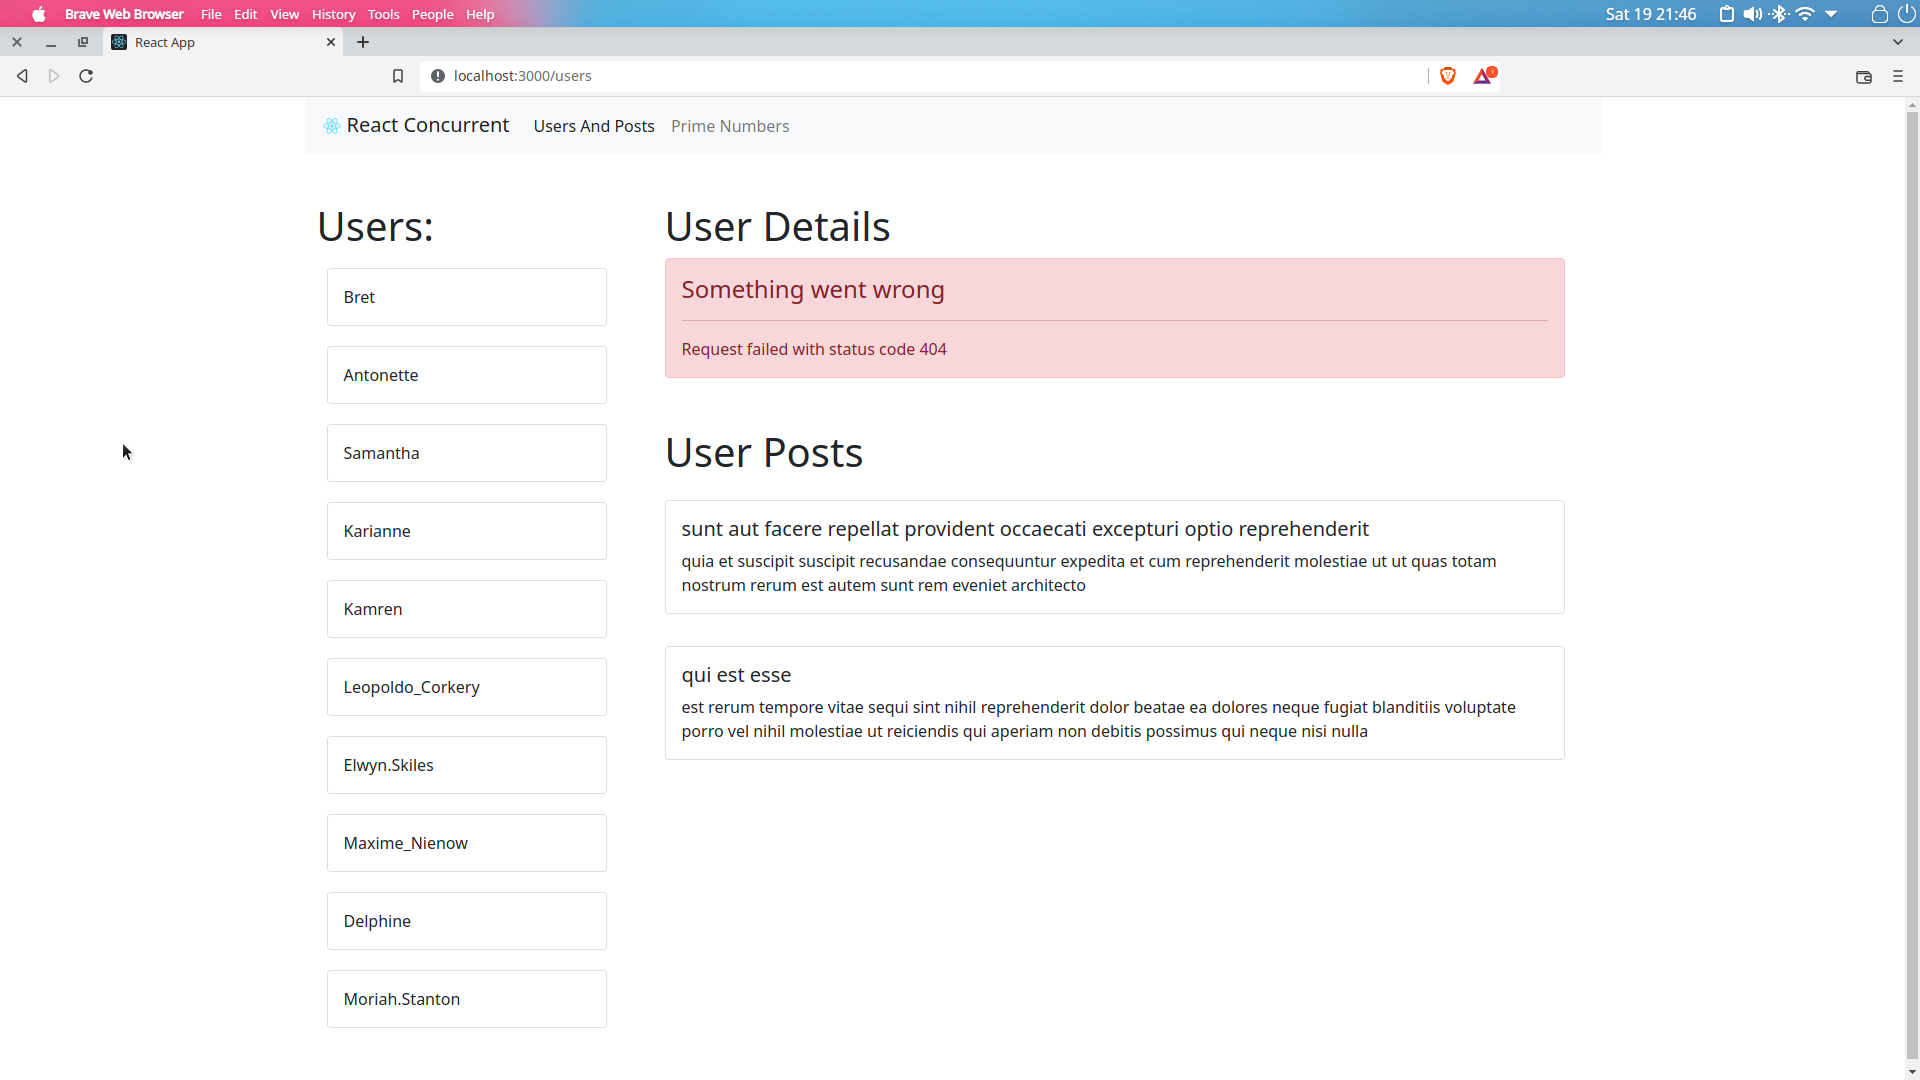 Brave Web Browser File Edit View History Tools People Help Sat 19 21:46
React App
localhost:3000/users
React Concurrent Users And Posts Prime Numbers
Users:
Bret
Antonette
Samantha
Karianne
Kamren
Leopoldo_Corkery
Elwyn.Skiles
Maxime_Nienow
Delphine
Moriah.Stanton
User Details
Something went wrong
Request failed with status code 404
User Posts
sunt aut facere repellat provident occaecati excepturi optio reprehenderit
quia et suscipit suscipit recusandae consequuntur expedita et cum reprehenderit molestiae ut ut quas totam
nostrum rerum est autem sunt rem eveniet architecto
qui est esse
est rerum tempore vitae sequi sint nihil reprehenderit dolor beatae ea dolores neque fugiat blanditiis voluptate
porro vel nihil molestiae ut reiciendis qui aperiam non debitis possimus qui neque nisi nulla